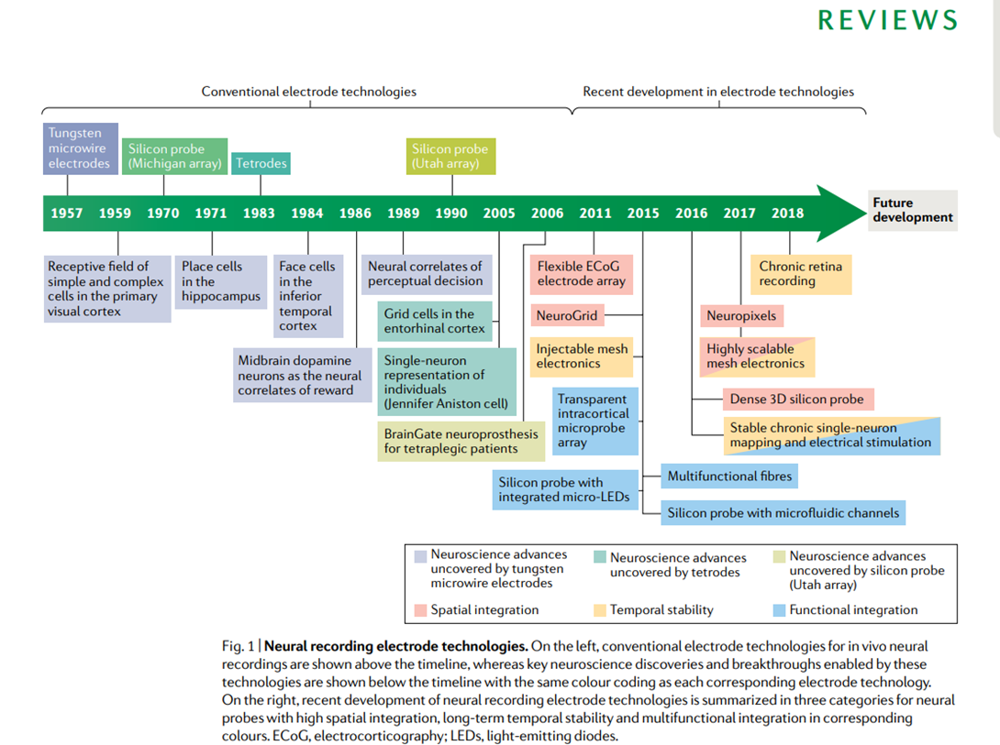 REVIEWS
Conventional electrode technologies
Recent development in electrode technologies
Tungsten
microwire
electrodes
Silicon probe
(Michigan array)
Tetrodes
Silicon probe
(Utah array)
1957 1959 1970 1971 1983 1984 1986 1989 1990 2005 2006 2011 2015 2016 2017 2018
Future
development
Receptive field of
simple and complex
cells in the primary
visual cortex
Place cells
in the
hippocampus
Face cells
in the
inferior
temporal
cortex
Midbrain dopamine
neurons as the neural
correlates of reward
Neural correlates of
perceptual decision
Grid cells in the
entorhinal cortex
Single-neuron
representation of
individuals
(Jennifer Aniston cell)
BrainGate neuroprosthesis
for tetraplegic patients
Flexible ECoG
electrode array
NeuroGrid
Injectable mesh
electronics
Transparent
intracortical
microprobe
array
Silicon probe with
integrated micro-LEDs
Multifunctional fibres
Silicon probe with microfluidic channels
Chronic retina
recording
Neuropixels
Highly scalable
mesh electronics
Dense 3D silicon probe
Stable chronic single-neuron
mapping and electrical stimulation
Neuroscience advances
uncovered by tungsten
microwire electrodes
Neuroscience advances
uncovered by tetrodes
Neuroscience advances
uncovered by silicon probe
(Utah array)
Spatial integration
Temporal stability
Functional integration
Fig. 1 | Neural recording electrode technologies. On the left, conventional electrode technologies for in vivo neural
recordings are shown above the timeline, whereas key neuroscience discoveries and breakthroughs enabled by these
technologies are shown below the timeline with the same colour coding as each corresponding electrode technology.
On the right, recent development of neural recording electrode technologies is summarized in three categories for neural
probes with high spatial integration, long-term temporal stability and multifunctional integration in corresponding
colours. ECoG, electrocorticography; LEDs, light-emitting diodes.